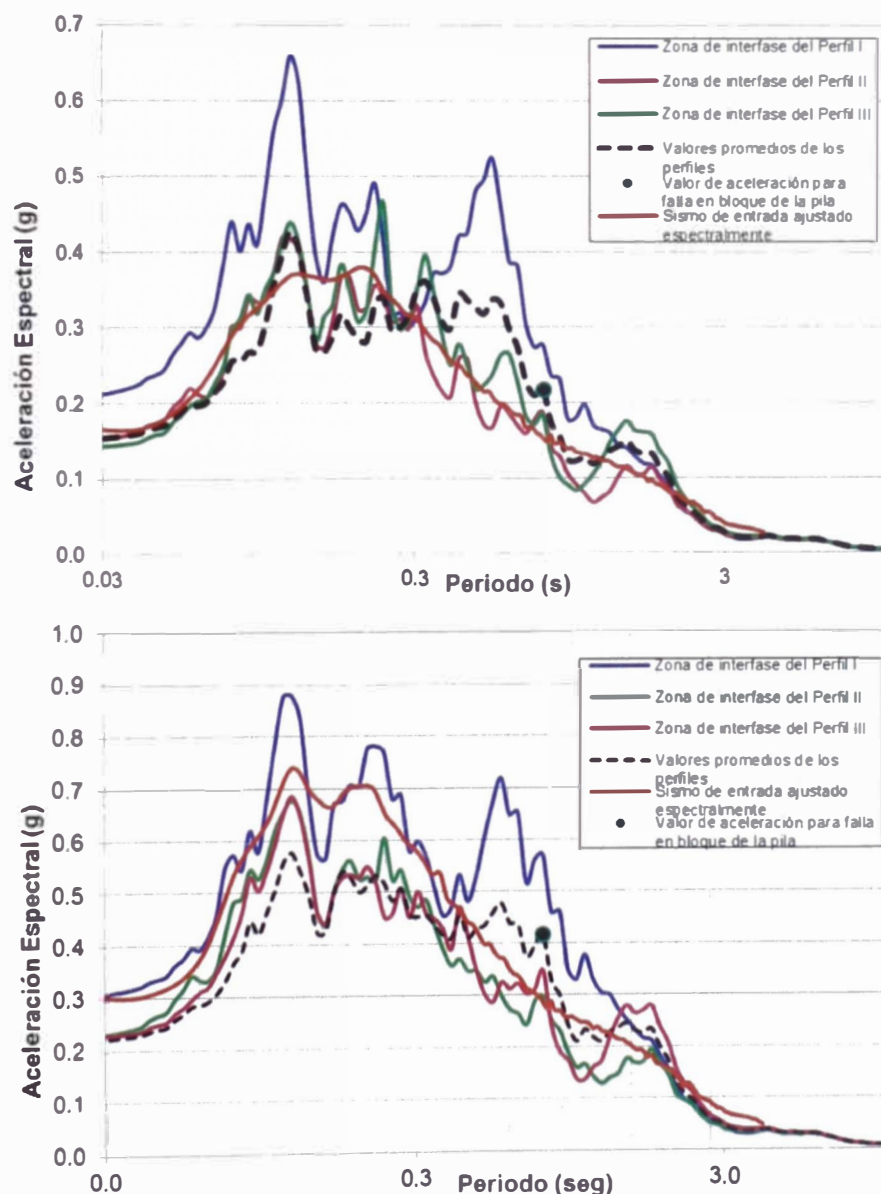 0.7
0.6
0.5
0.4
0.3
0.2
0.1
0.0
Aceleración Espectral (g)
Zona de interfase del Perfil I
Zona de interfase del Perfil II
Zona de interfase del Perfil III
Valores promedios de los
perfiles
Valor de aceleración para
falla en bloque de la pila
Sismo de entrada ajustado
espectralmente
0.03
0.3
3
Periodo (s)
1.0
0.9
0.8
0.7
0.6
0.5
0.4
0.3
0.2
0.1
0.0
Aceleración Espectral (g)
Zona de interfase del Perfil I
Zona de interfase del Perfil II
Zona de interfase del Perfil III
Valores promedios de los
perfiles
Sismo de entrada ajustado
espectralmente
Valor de aceleración para falla
en bloque de la pila
0.0
0.3
3.0
Periodo (seg)